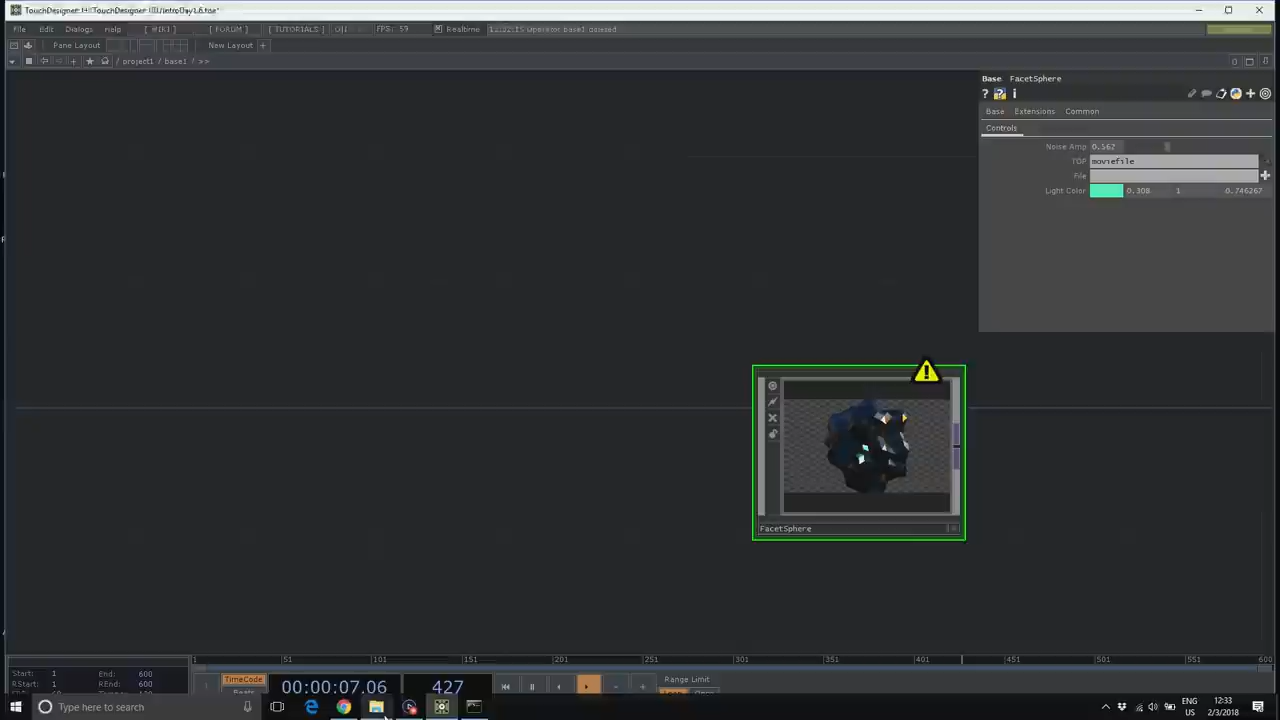 File Edit Dialogs Help [ WIKI ] [ FORUM ] [ TUTORIALS ] FPS: 59 Realtime
Pane Layout New Layout +
/ project1 / base1 / >>
Base FacetSphere
? ? i
Base Extensions Common
Controls
Noise Amp 0.562
TOP moviefile
File
Light Color 0.308 1 0.746267
FacetSphere
1 51 101 151 201 251 301 351 401 451 501 551 600
Start: 1 End: 600
RStart: 1 REnd: 600
TimeCode
Beats
00:00:07.06 427
Range Limit
Type here to search
ENG
US
12:33
2/3/2018